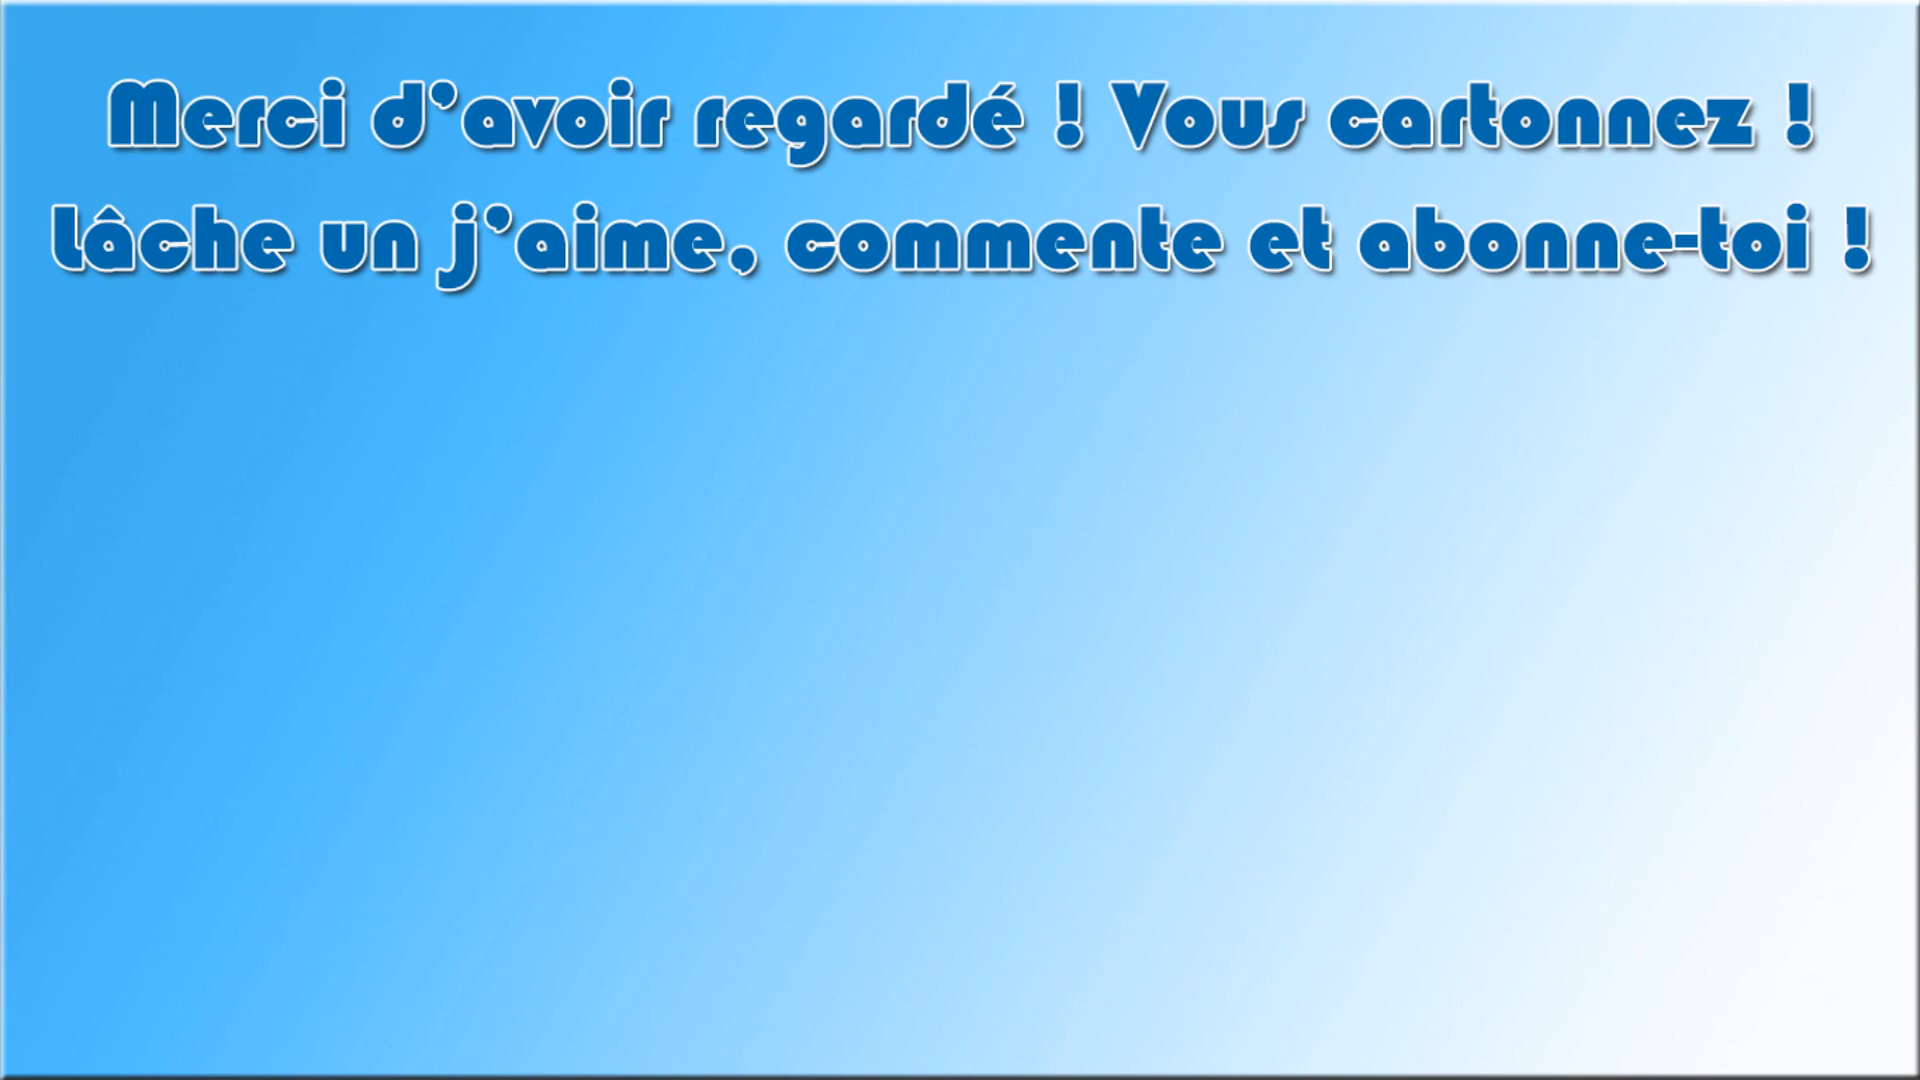 Merci d’avoir regardé ! Vous cartonnez !
Lâche un j’aime, commente et abonne-toi !